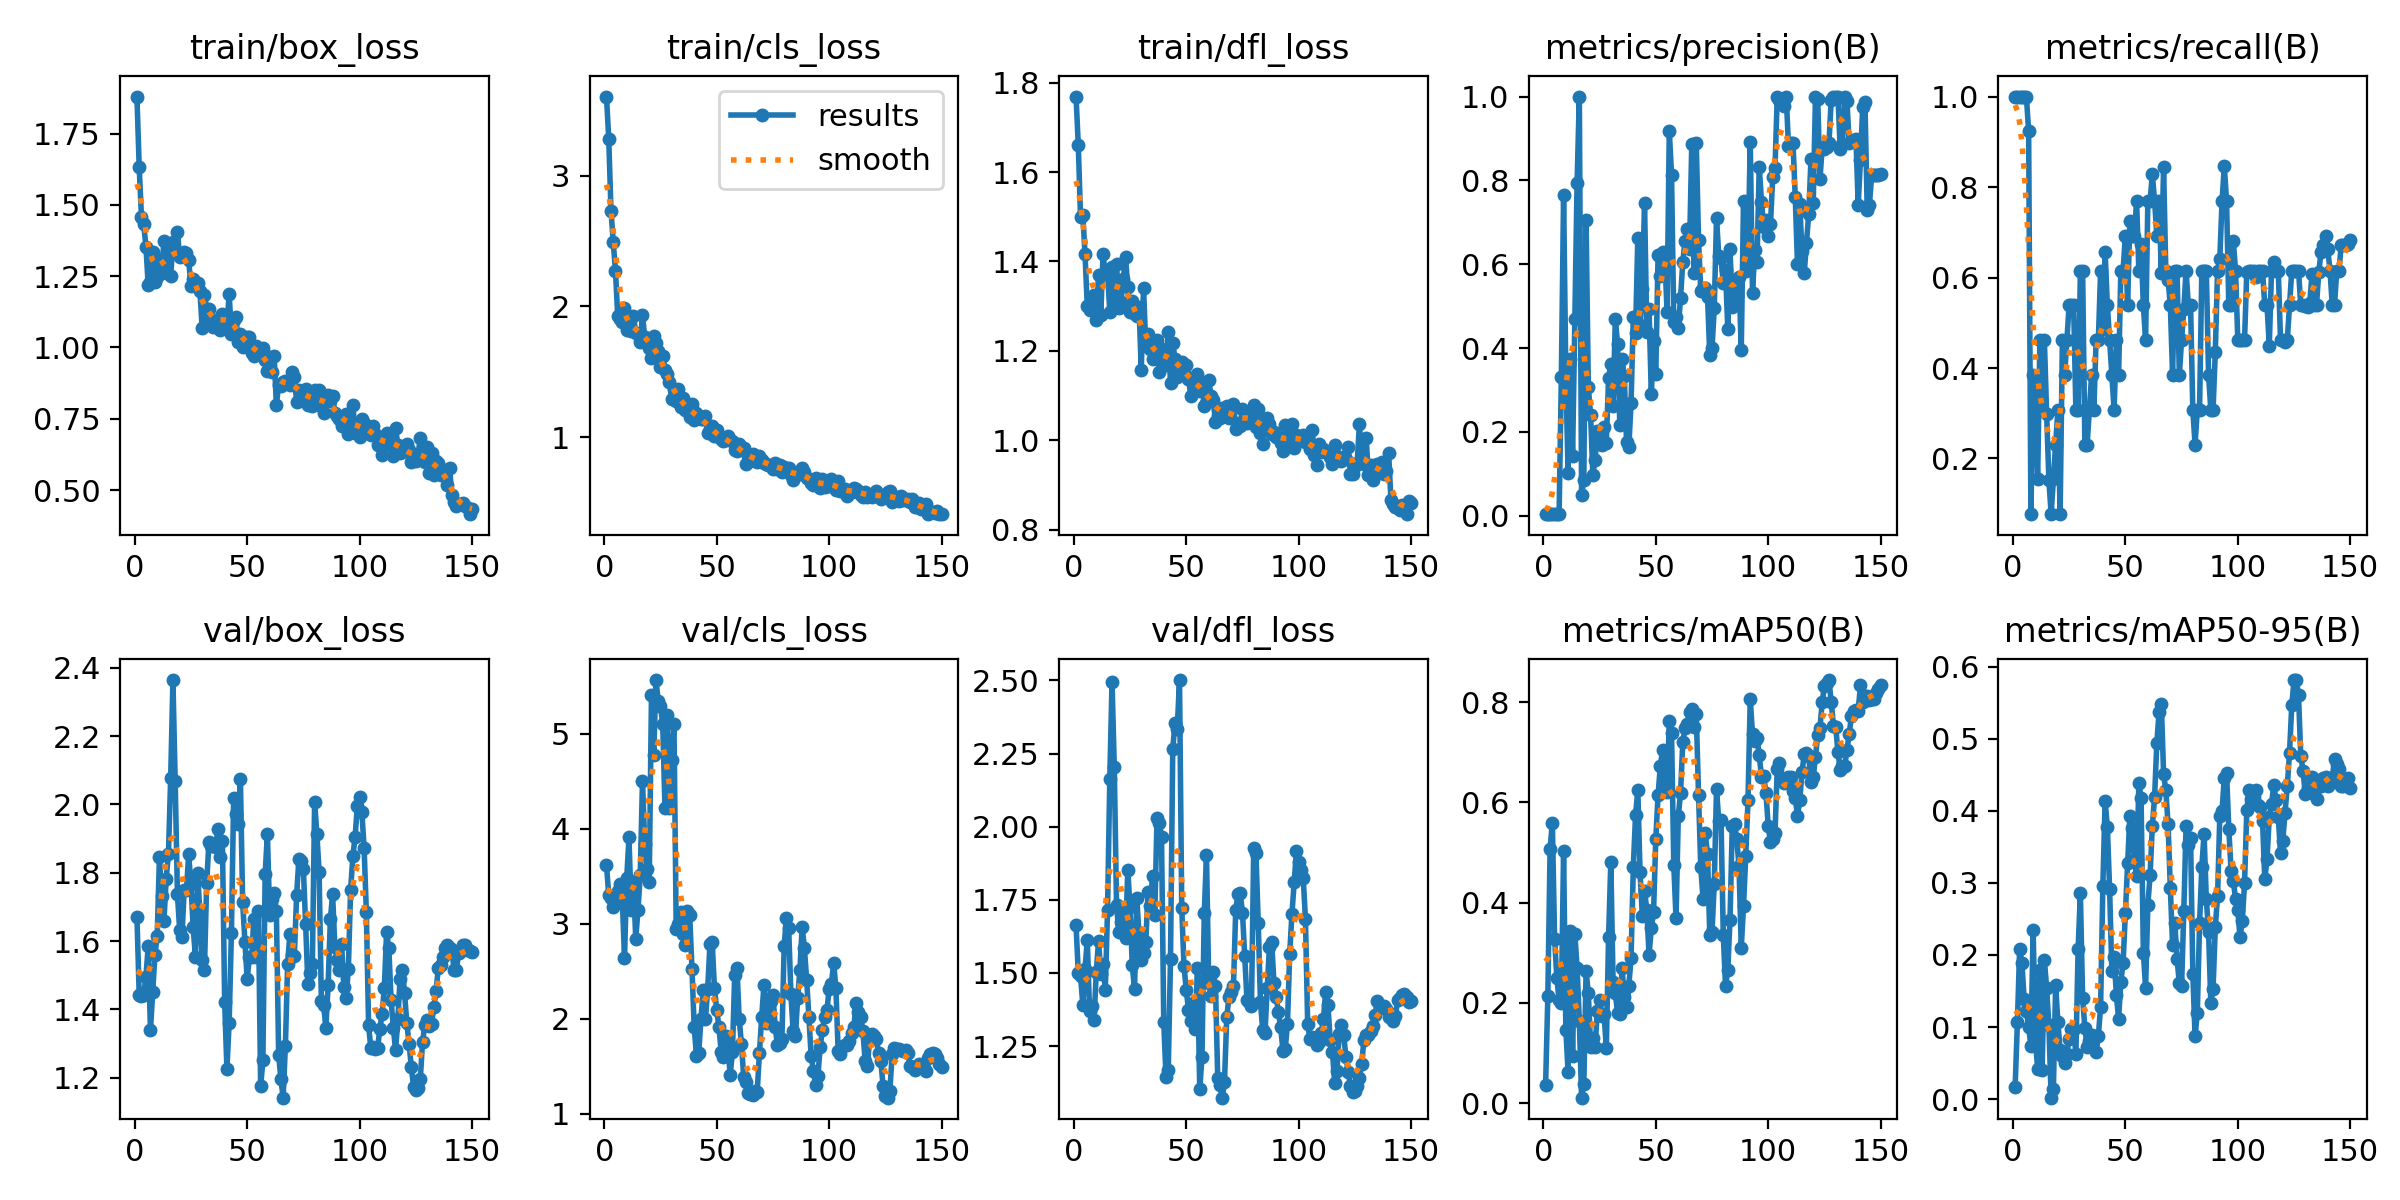 train/box_loss
train/cls_loss
train/dfl_loss
metrics/precision(B)
metrics/recall(B)
1.75
1.50
1.25
1.00
0.75
0.50
0 50 100 150
results
smooth
3
2
1
0 50 100 150
1.8
1.6
1.4
1.2
1.0
0.8
0 50 100 150
1.0
0.8
0.6
0.4
0.2
0.0
0 50 100 150
1.0
0.8
0.6
0.4
0.2
0 50 100 150
val/box_loss
val/cls_loss
val/dfl_loss
metrics/mAP50(B)
metrics/mAP50-95(B)
2.4
2.2
2.0
1.8
1.6
1.4
1.2
0 50 100 150
5
4
3
2
1
0 50 100 150
2.50
2.25
2.00
1.75
1.50
1.25
0 50 100 150
0.8
0.6
0.4
0.2
0.0
0 50 100 150
0.6
0.5
0.4
0.3
0.2
0.1
0.0
0 50 100 150